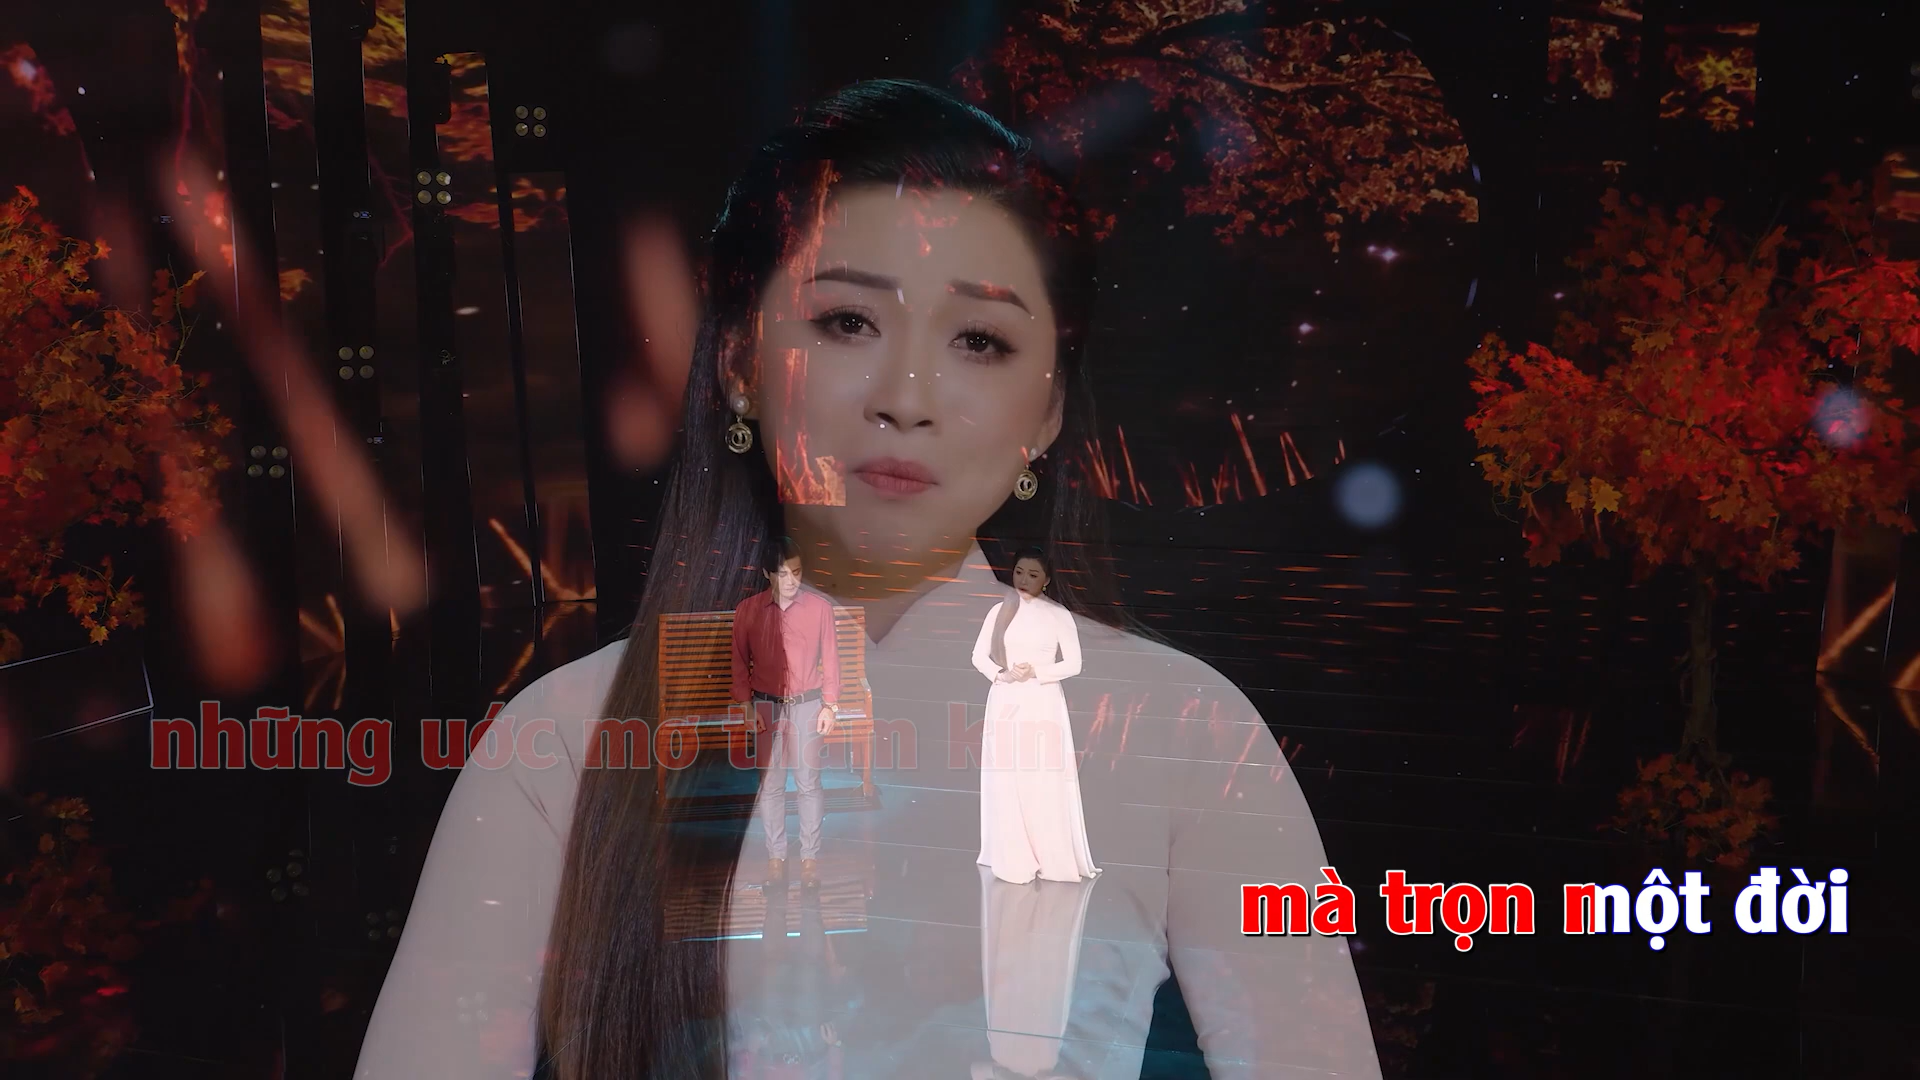 những ước mơ thầm kín,
mà trọn một đời